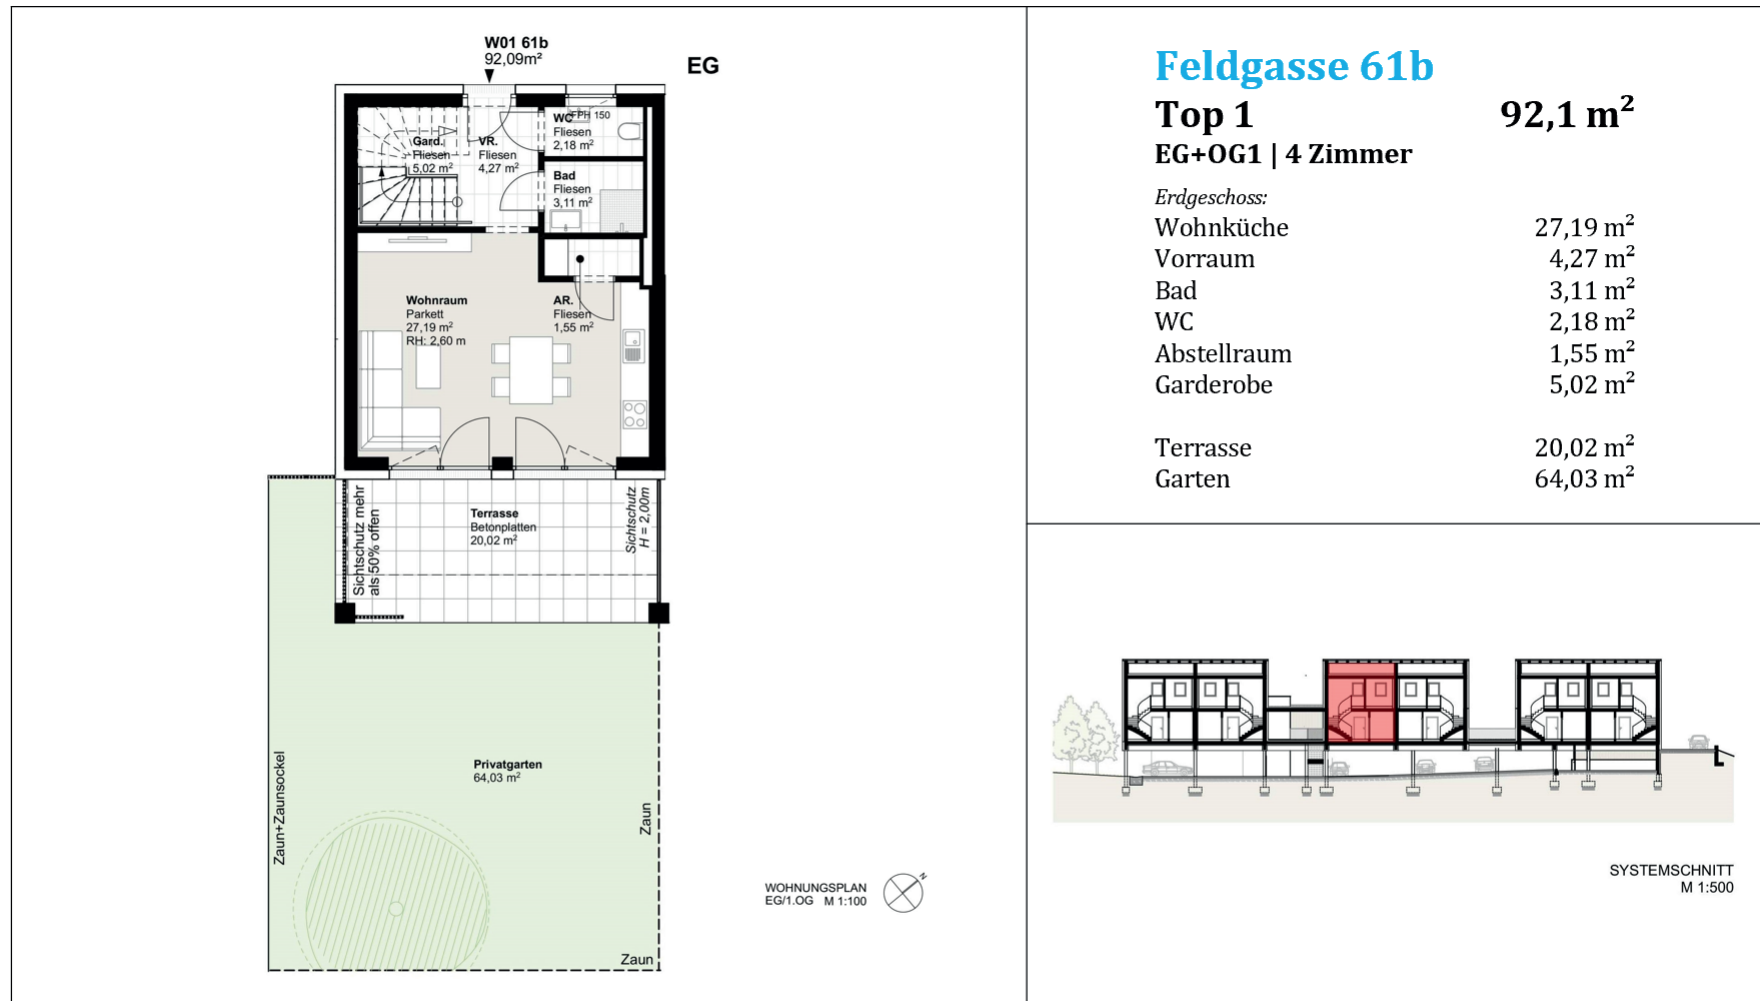 W01 61b
92,09m²
EG
WC
FPH 150
Fliesen
2,18 m²
Gard.
Fliesen
5,02 m²
VR.
Fliesen
4,27 m²
Bad
Fliesen
3,11 m²
Wohnraum
Parkett
27,19 m²
RH: 2,60 m
AR.
Fliesen
1,55 m²
Sichtschutz mehr
als 50% offen
Terrasse
Betonplatten
20,02 m²
Sichtschutz
H = 2,00m
Privatgarten
64,03 m²
Zaun+Zaunsockel
Zaun
Zaun
WOHNUNGSPLAN
EG/1.OG M 1:100
N
Feldgasse 61b
Top 1 92,1 m²
EG+OG1 | 4 Zimmer
Erdgeschoss:
Wohnküche 27,19 m²
Vorraum 4,27 m²
Bad 3,11 m²
WC 2,18 m²
Abstellraum 1,55 m²
Garderobe 5,02 m²
Terrasse 20,02 m²
Garten 64,03 m²
SYSTEMSCHNITT
M 1:500